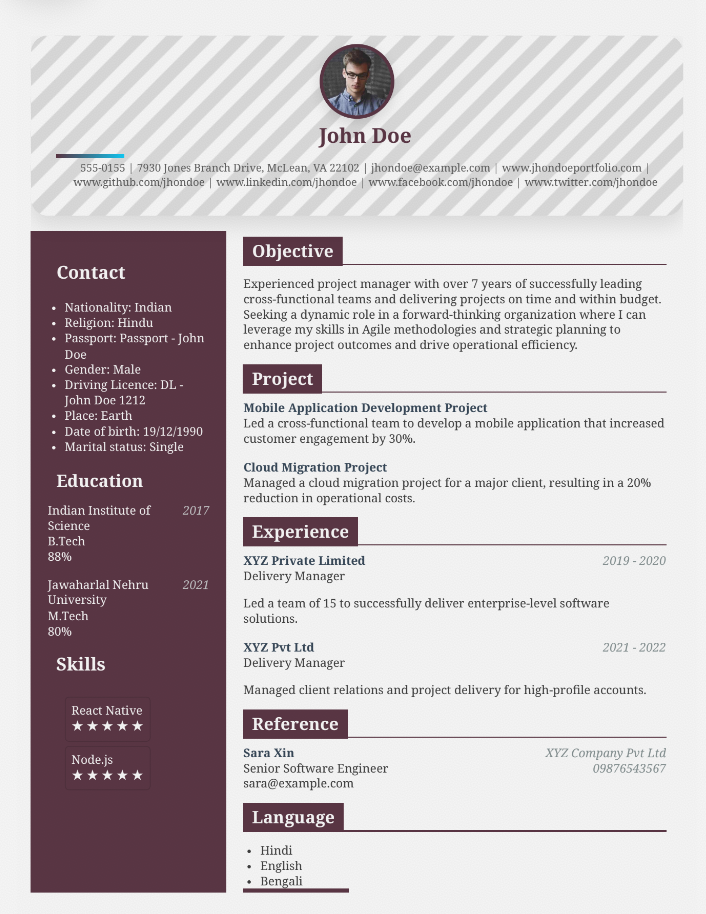 John Doe
555-0155 | 7930 Jones Branch Drive, McLean, VA 22102 | jhondoe@example.com | www.jhondoeportfolio.com |
www.github.com/jhondoe | www.linkedin.com/jhondoe | www.facebook.com/jhondoe | www.twitter.com/jhondoe
Contact
• Nationality: Indian
• Religion: Hindu
• Passport: Passport - John
Doe
• Gender: Male
• Driving Licence: DL -
John Doe 1212
• Place: Earth
• Date of birth: 19/12/1990
• Marital status: Single
Education
Indian Institute of 2017
Science
B.Tech
88%
Jawaharlal Nehru 2021
University
M.Tech
80%
Skills
React Native
★★★★★
Node.js
★★★★★
Objective
Experienced project manager with over 7 years of successfully leading
cross-functional teams and delivering projects on time and within budget.
Seeking a dynamic role in a forward-thinking organization where I can
leverage my skills in Agile methodologies and strategic planning to
enhance project outcomes and drive operational efficiency.
Project
Mobile Application Development Project
Led a cross-functional team to develop a mobile application that increased
customer engagement by 30%.
Cloud Migration Project
Managed a cloud migration project for a major client, resulting in a 20%
reduction in operational costs.
Experience
XYZ Private Limited 2019 - 2020
Delivery Manager
Led a team of 15 to successfully deliver enterprise-level software
solutions.
XYZ Pvt Ltd 2021 - 2022
Delivery Manager
Managed client relations and project delivery for high-profile accounts.
Reference
Sara Xin XYZ Company Pvt Ltd
Senior Software Engineer 09876543567
sara@example.com
Language
• Hindi
• English
• Bengali